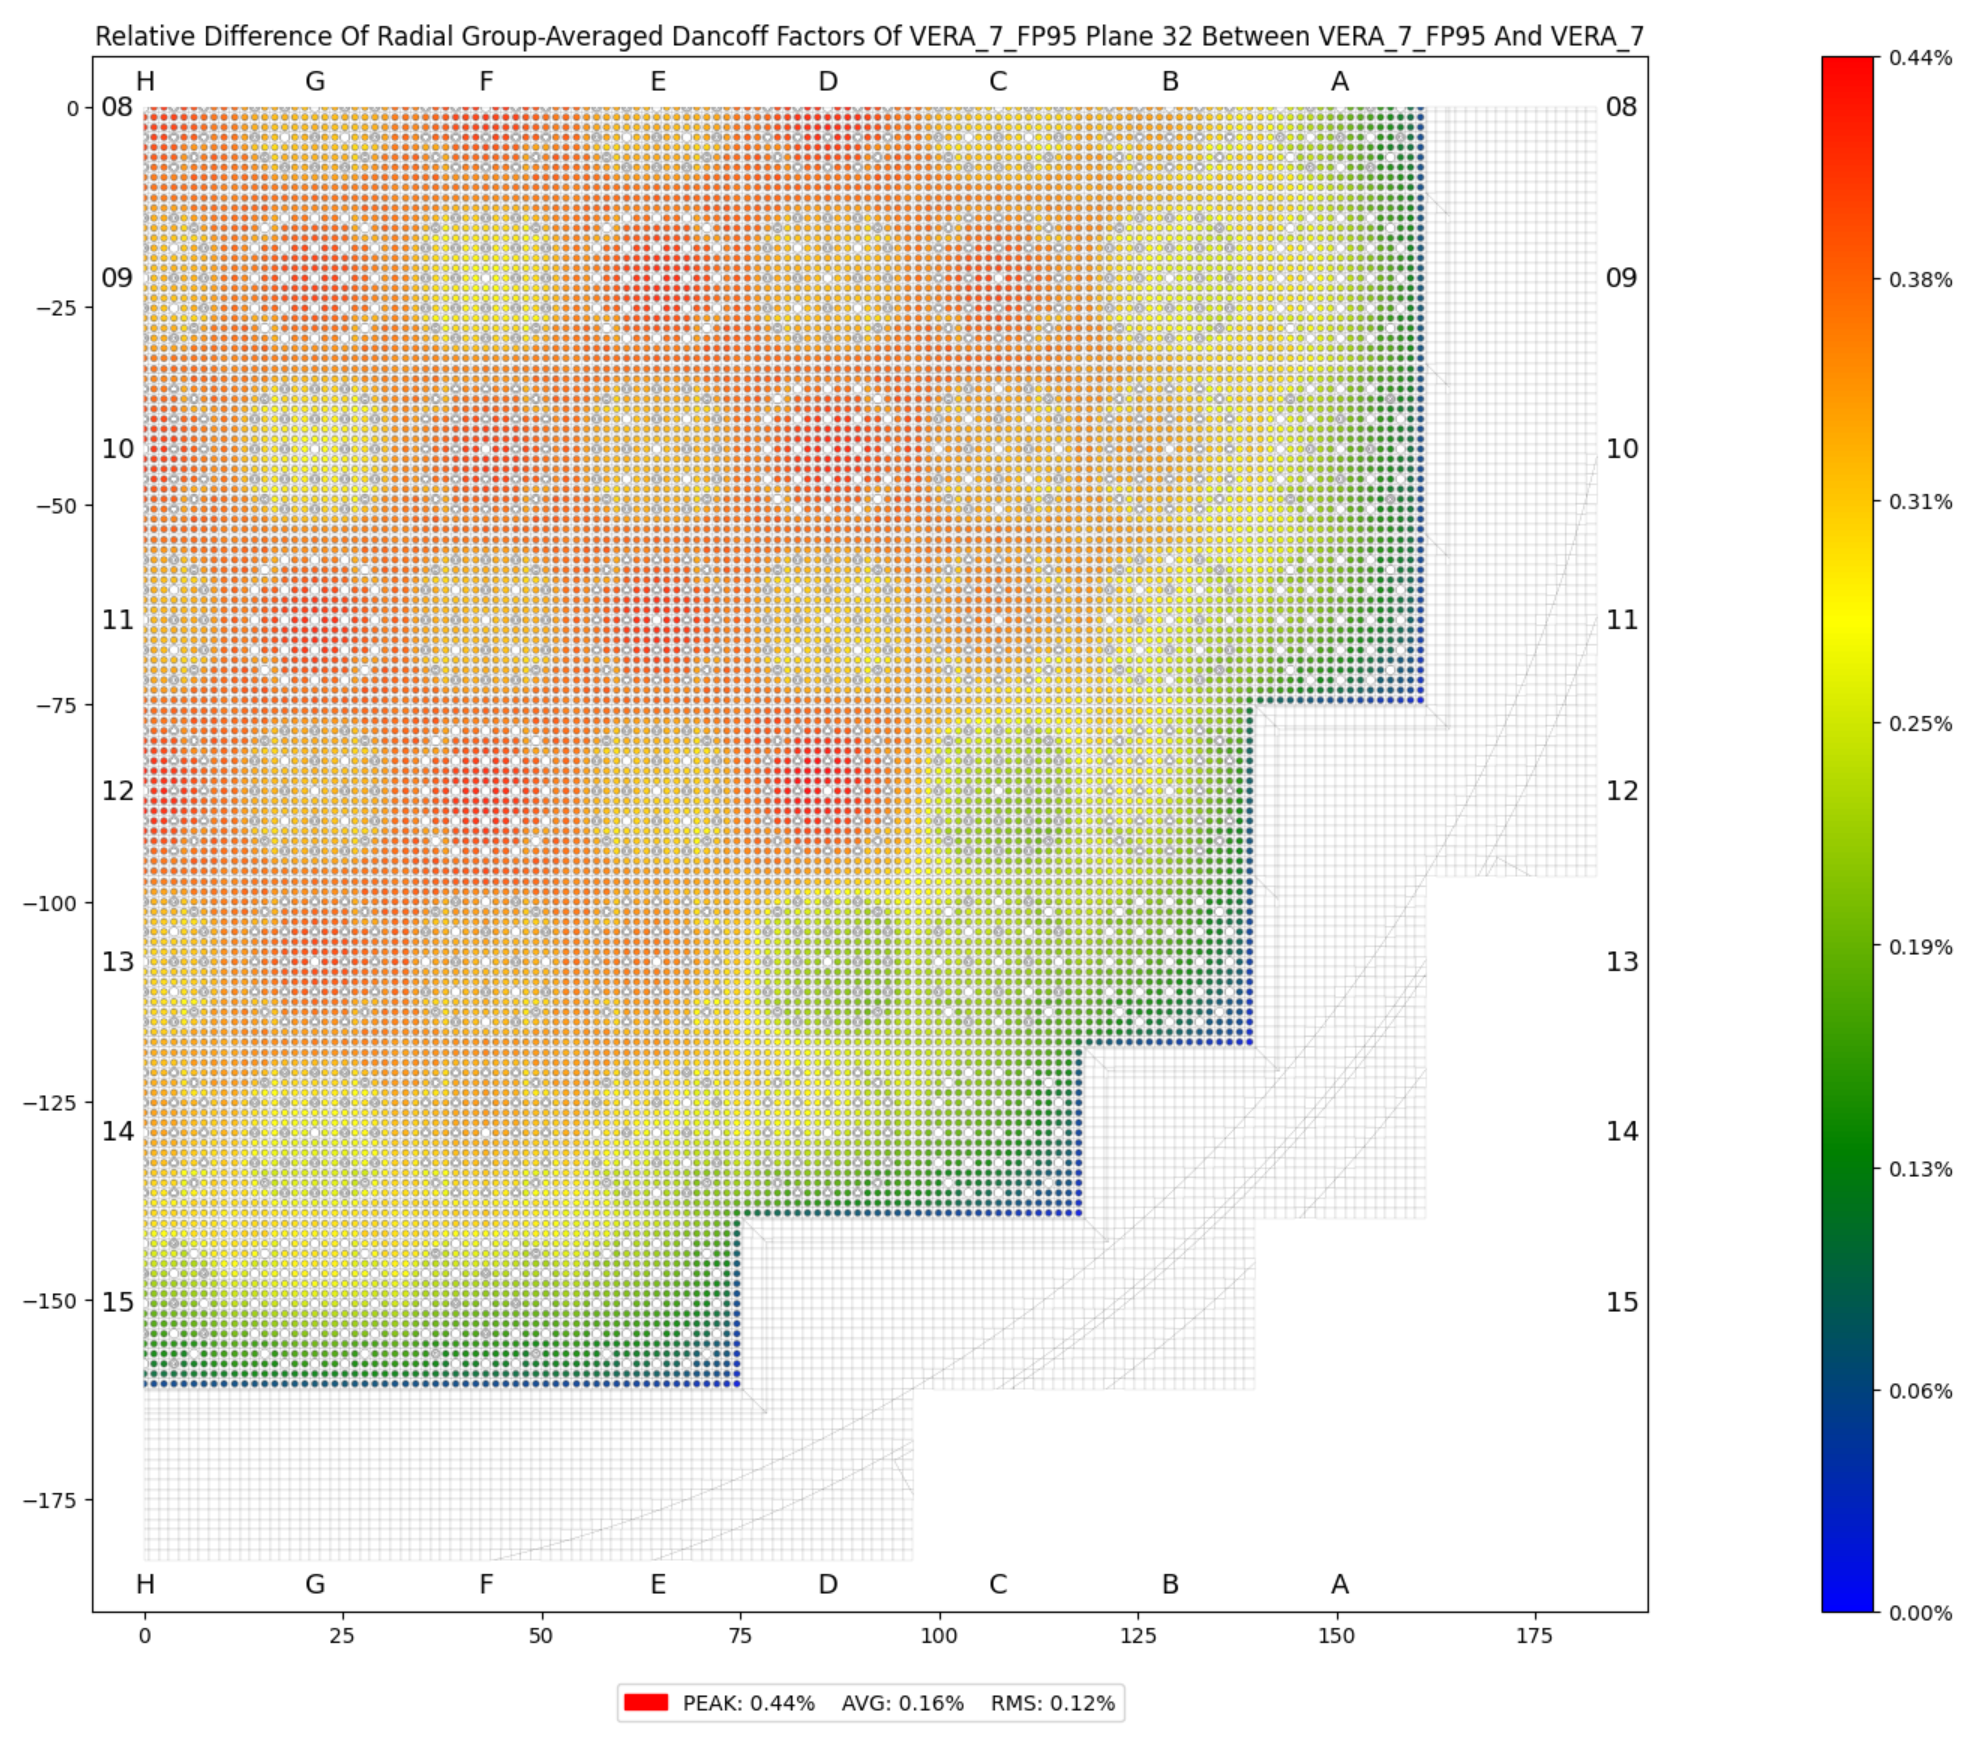 Relative Difference Of Radial Group-Averaged Dancoff Factors Of VERA_7_FP95 Plane 32 Between VERA_7_FP95 And VERA_7
H G F E D C B A
0 08 08
09 09
−25
10 10
−50
11 11
−75
12 12
−100
13 13
−125
14 14
−150 15 15
−175
H G F E D C B A
0 25 50 75 100 125 150 175
0.44%
0.38%
0.31%
0.25%
0.19%
0.13%
0.06%
0.00%
PEAK: 0.44% AVG: 0.16% RMS: 0.12%